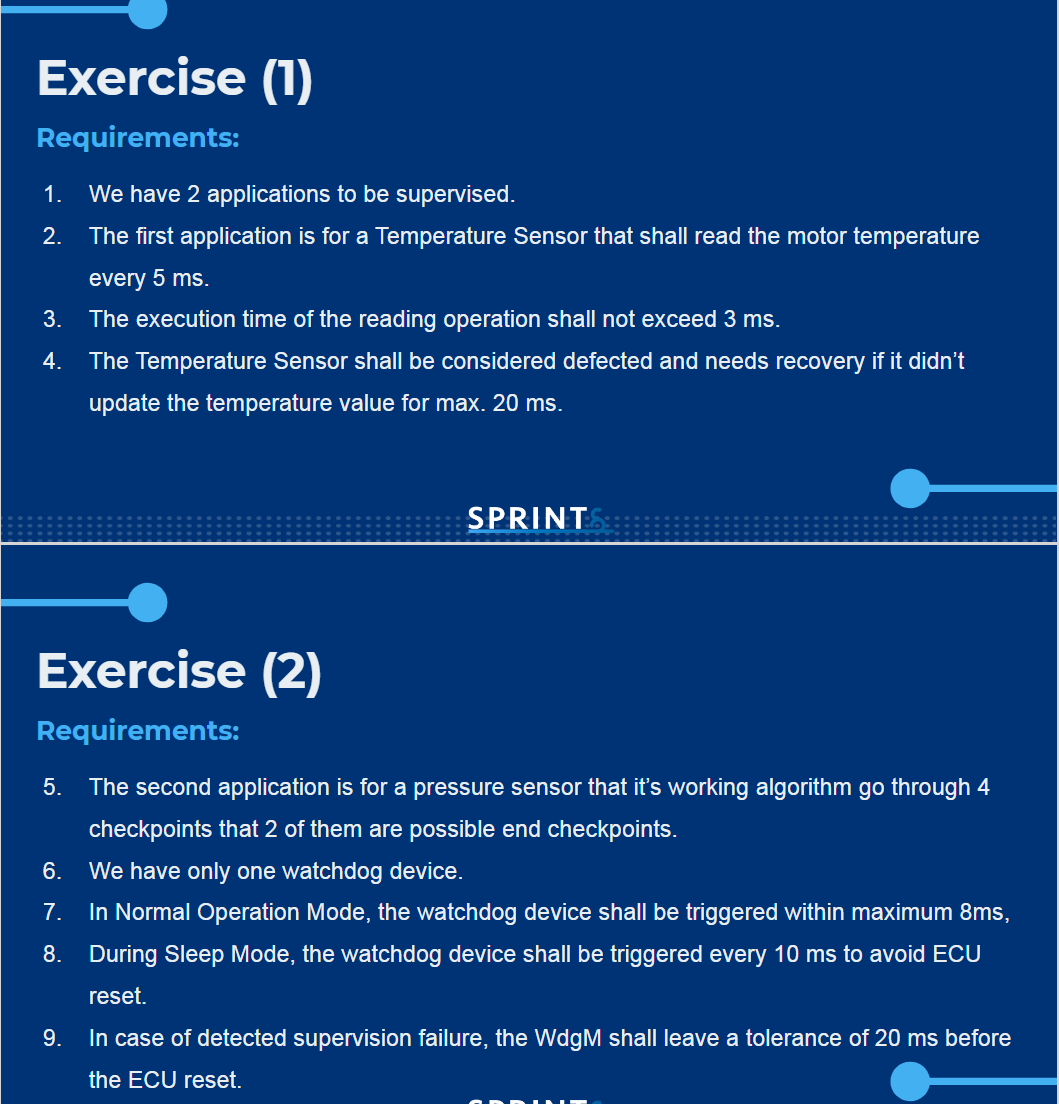 Exercise (1)
Requirements:
1. We have 2 applications to be supervised.
2. The first application is for a Temperature Sensor that shall read the motor temperature
every 5 ms.
3. The execution time of the reading operation shall not exceed 3 ms.
4. The Temperature Sensor shall be considered defected and needs recovery if it didn't
update the temperature value for max. 20 ms.
SPRINTS
Exercise (2)
Requirements:
5. The second application is for a pressure sensor that it's working algorithm go through 4
checkpoints that 2 of them are possible end checkpoints.
6. We have only one watchdog device.
7. In Normal Operation Mode, the watchdog device shall be triggered within maximum 8ms,
8. During Sleep Mode, the watchdog device shall be triggered every 10 ms to avoid ECU
reset.
9. In case of detected supervision failure, the WdgM shall leave a tolerance of 20 ms before
the ECU reset.